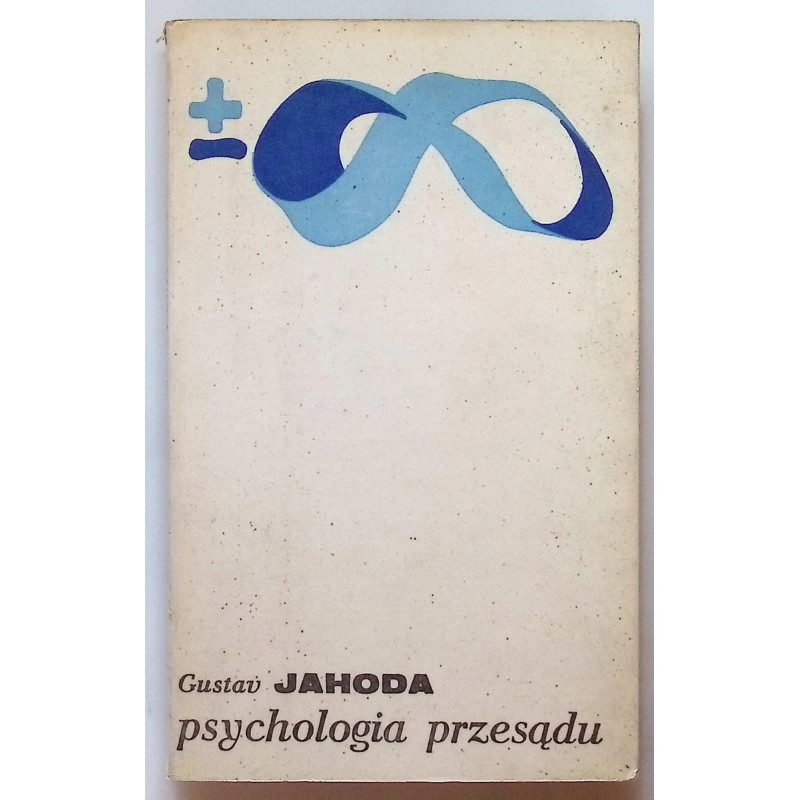 ±∞
Gustav JAHODA
psychologia przesądu